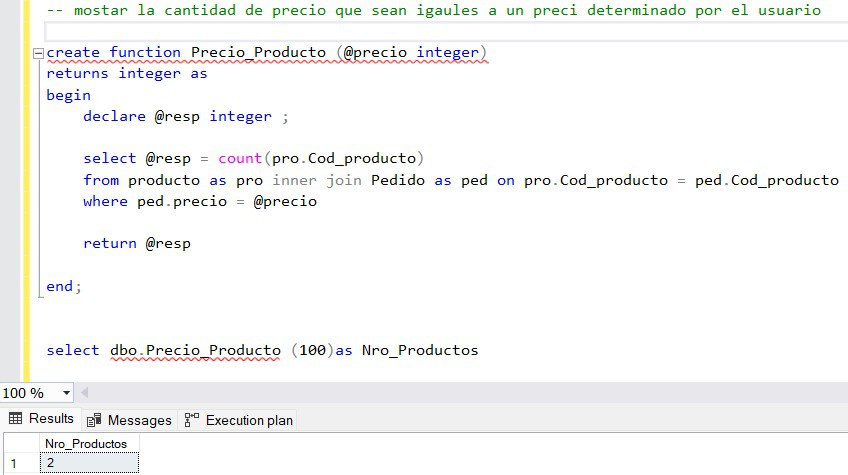 -- mostar la cantidad de precio que sean igaules a un preci determinado por el usuario
create function Precio_Producto (@precio integer)
returns integer as
begin
declare @resp integer ;
select @resp = count(pro.Cod_producto)
from producto as pro inner join Pedido as ped on pro.Cod_producto = ped.Cod_producto
where ped.precio = @precio
return @resp
end;
select dbo.Precio_Producto (100)as Nro_Productos
100 %
Results Messages Execution plan
Nro_Productos
1 2